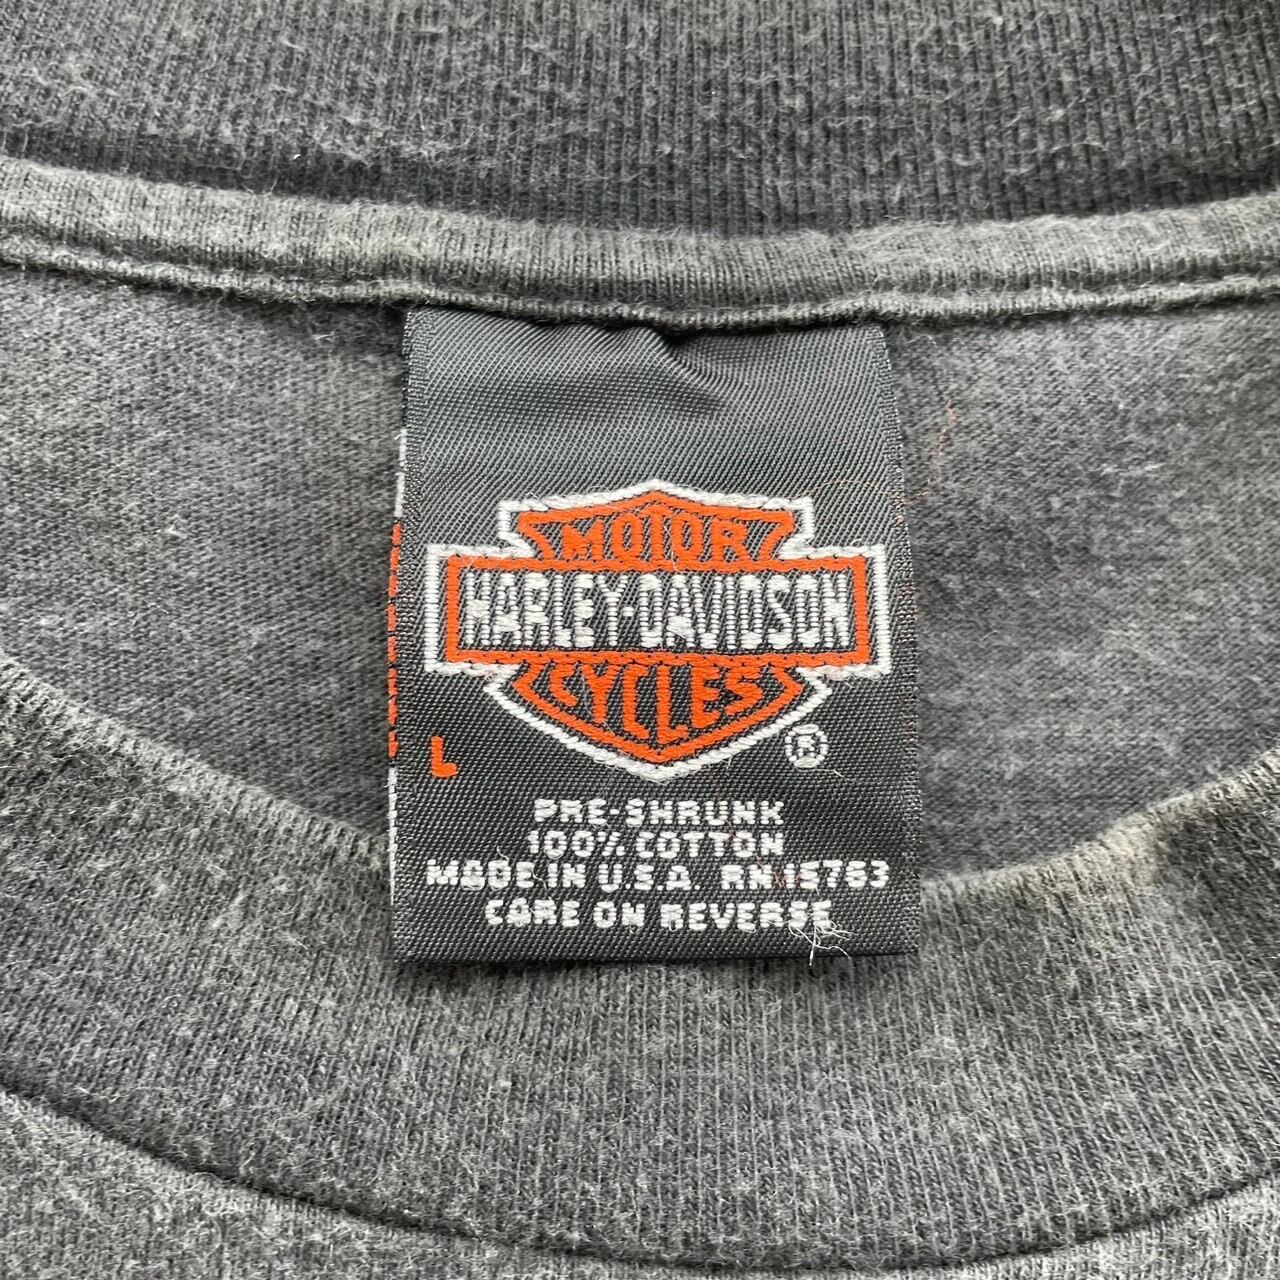 MOTOR
HARLEY-DAVIDSON
CYCLES
®
L
PRE-SHRUNK
100% COTTON
MADE IN U.S.A. RN 15763
CARE ON REVERSE